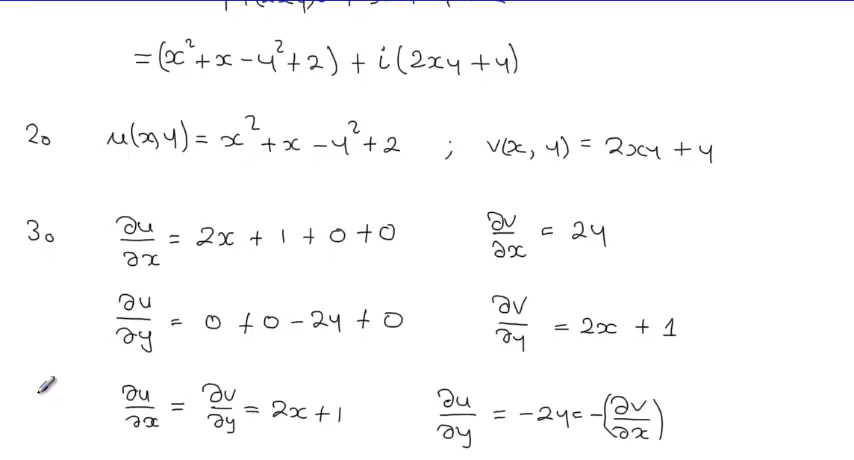 =(x²+x-y²+2) + i(2xy+y)
2. u(x,y) = x²+x-y²+2 ; v(x, y) = 2xy+y
3. ∂u/∂x = 2x + 1 + 0 + 0 ∂v/∂x = 2y
∂u/∂y = 0 + 0 - 2y + 0 ∂v/∂y = 2x + 1
∂u/∂x = ∂v/∂y = 2x+1 ∂u/∂y = -2y = -(∂v/∂x)